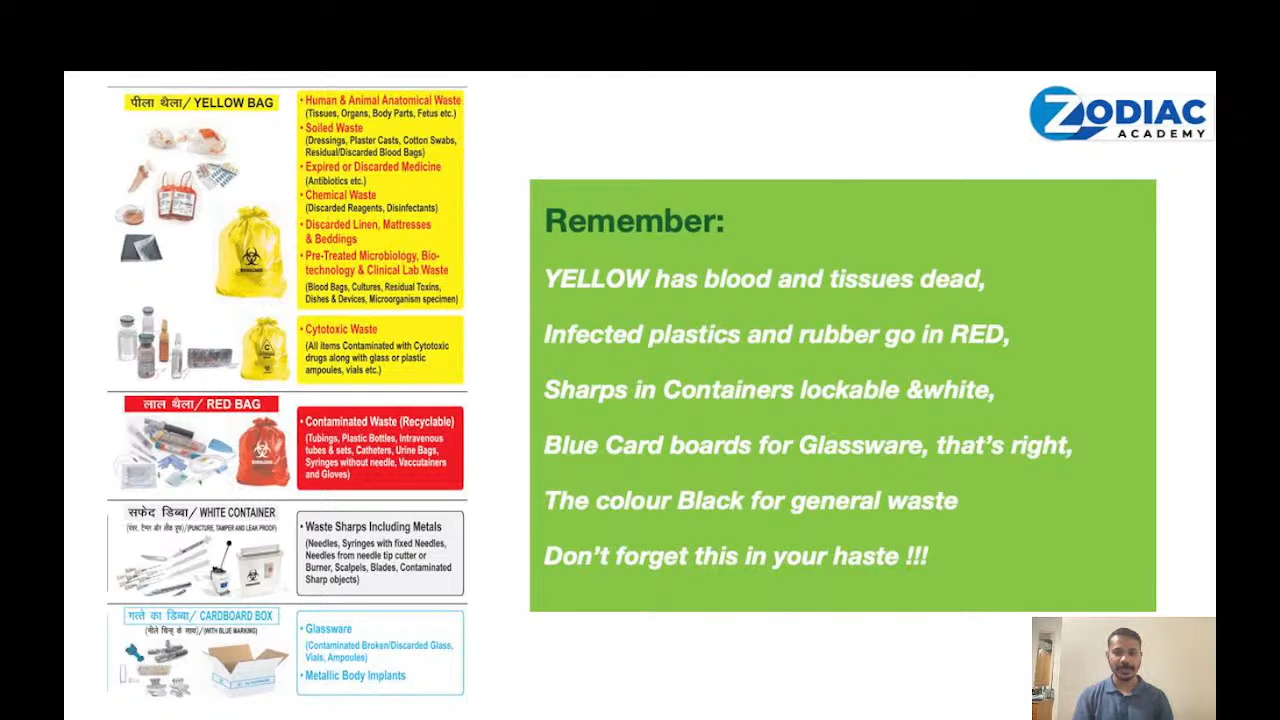 पीला थैला/ YELLOW BAG
• Human & Animal Anatomical Waste
(Tissues, Organs, Body Parts, Fetus etc.)
• Soiled Waste
(Dressings, Plaster Casts, Cotton Swabs,
Residual/Discarded Blood Bags)
• Expired or Discarded Medicine
(Antibiotics etc.)
• Chemical Waste
(Discarded Reagents, Disinfectants)
• Discarded Linen, Mattresses
& Beddings
• Pre-Treated Microbiology, Bio-
technology & Clinical Lab Waste
(Blood Bags, Cultures, Residual Toxins,
Dishes & Devices, Microorganism specimen)
• Cytotoxic Waste
(All items Contaminated with Cytotoxic
drugs along with glass or plastic
ampoules, vials etc.)
लाल थैला/ RED BAG
• Contaminated Waste (Recyclable)
(Tubings, Plastic Bottles, Intravenous
tubes & sets, Catheters, Urine Bags,
Syringes without needle, Vaccutainers
and Gloves)
सफेद डिब्बा/ WHITE CONTAINER
(पंचर, टैम्पर और लीक प्रूफ)/(PUNCTURE, TAMPER AND LEAK PROOF)
• Waste Sharps Including Metals
(Needles, Syringes with fixed Needles,
Needles from needle tip cutter or
Burner, Scalpels, Blades, Contaminated
Sharp objects)
गत्ते का डिब्बा/ CARDBOARD BOX
(नीले चिन्ह के साथ)/(WITH BLUE MARKING)
• Glassware
(Contaminated Broken/Discarded Glass,
Vials, Ampoules)
• Metallic Body Implants
ZODIAC
ACADEMY
Remember:
YELLOW has blood and tissues dead,
Infected plastics and rubber go in RED,
Sharps in Containers lockable &white,
Blue Card boards for Glassware, that's right,
The colour Black for general waste
Don't forget this in your haste !!!